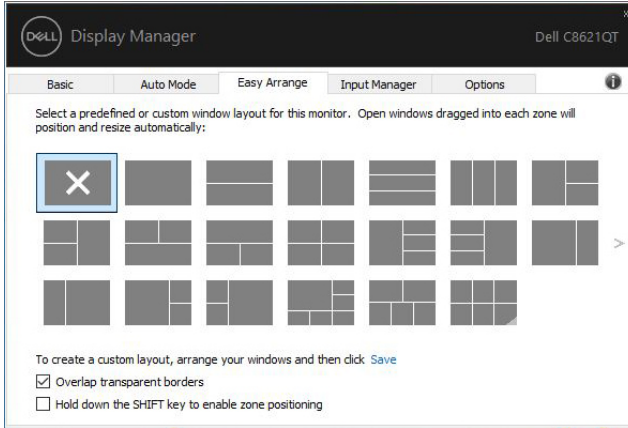 DELL Display Manager
Dell C8621QT
Basic Auto Mode Easy Arrange Input Manager Options
Select a predefined or custom window layout for this monitor. Open windows dragged into each zone will
position and resize automatically:
To create a custom layout, arrange your windows and then click Save
Overlap transparent borders
Hold down the SHIFT key to enable zone positioning